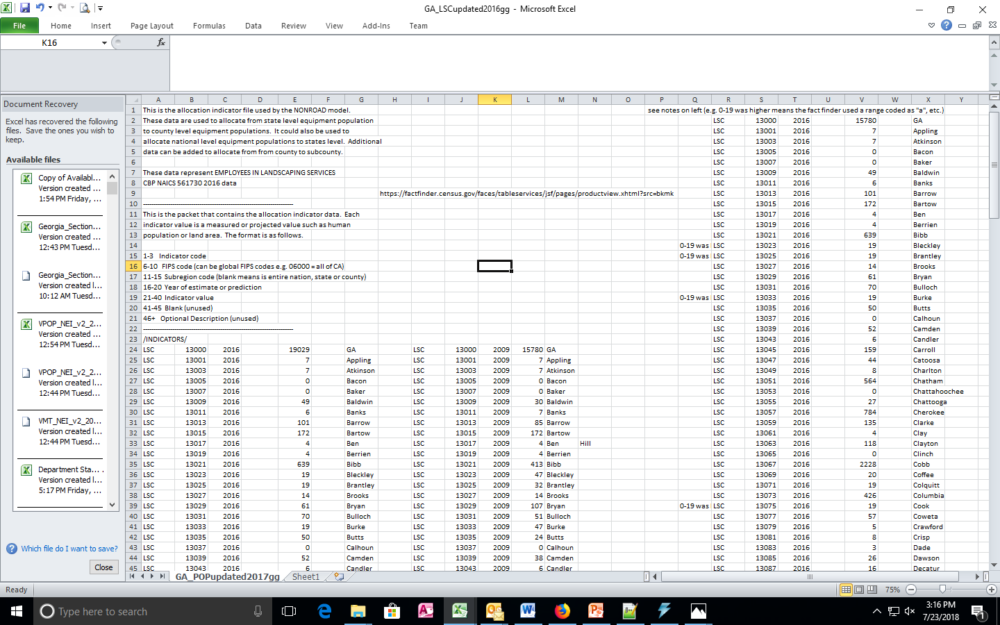 GA_LSCupdated2016gg - Microsoft Excel
File Home Insert Page Layout Formulas Data Review View Add-Ins Team
K16 fx
Document Recovery
Excel has recovered the following
files. Save the ones you wish to
keep.
Available files
Copy of Availabl...
Version created ...
1:54 PM Friday, ...
Georgia_Section...
Version created ...
12:43 PM Tuesd...
Georgia_Section...
Version created l...
10:12 AM Tuesd...
VPOP_NEI_v2_2...
Version created ...
12:54 PM Tuesd...
VPOP_NEI_v2_2...
Version created l...
12:44 PM Tuesd...
VMT_NEI_v2_20...
Version created l...
12:44 PM Tuesd...
Department Sta... .
Version created l...
5:17 PM Friday, ...
Which file do I want to save?
Close
A B C D E F G H I J K L M N O P Q R S T U V W X Y
1 This is the allocation indicator file used by the NONROAD model. see notes on left (e.g. 0-19 was higher means the fact finder used a range coded as "a", etc.)
2 These data are used to allocate from state level equipment population LSC 13000 2016 15780 GA
3 to county level equipment populations. It could also be used to LSC 13001 2016 7 Appling
4 allocate national level equipment populations to states level. Additional LSC 13003 2016 7 Atkinson
5 data can be added to allocate from from county to subcounty. LSC 13005 2016 0 Bacon
6 LSC 13007 2016 0 Baker
7 These data represent EMPLOYEES IN LANDSCAPING SERVICES LSC 13009 2016 49 Baldwin
8 CBP NAICS 561730 2016 data LSC 13011 2016 6 Banks
9 https://factfinder.census.gov/faces/tableservices/jsf/pages/productview.xhtml?src=bkmk LSC 13013 2016 101 Barrow
10 ------------------------------------------------------------------------ LSC 13015 2016 172 Bartow
11 This is the packet that contains the allocation indicator data. Each LSC 13017 2016 4 Ben
12 indicator value is a measured or projected value such as human LSC 13019 2016 4 Berrien
13 population or land area. The format is as follows. LSC 13021 2016 639 Bibb
14 0-19 was LSC 13023 2016 19 Bleckley
15 1-3 Indicator code 0-19 was LSC 13025 2016 19 Brantley
16 6-10 FIPS code (can be global FIPS codes e.g. 06000 = all of CA) LSC 13027 2016 14 Brooks
17 11-15 Subregion code (blank means is entire nation, state or county) LSC 13029 2016 61 Bryan
18 16-20 Year of estimate or prediction LSC 13031 2016 70 Bulloch
19 21-40 Indicator value 0-19 was LSC 13033 2016 19 Burke
20 41-45 Blank (unused) LSC 13035 2016 50 Butts
21 46+ Optional Description (unused) LSC 13037 2016 0 Calhoun
22 ------------------------------------------------------------------------ LSC 13039 2016 52 Camden
23 /INDICATORS/ LSC 13043 2016 6 Candler
24 LSC 13000 2016 19029 GA LSC 13000 2009 15780 GA LSC 13045 2016 159 Carroll
25 LSC 13001 2016 7 Appling LSC 13001 2009 7 Appling LSC 13047 2016 44 Catoosa
26 LSC 13003 2016 7 Atkinson LSC 13003 2009 7 Atkinson LSC 13049 2016 8 Charlton
27 LSC 13005 2016 0 Bacon LSC 13005 2009 0 Bacon LSC 13051 2016 564 Chatham
28 LSC 13007 2016 0 Baker LSC 13007 2009 0 Baker LSC 13053 2016 0 Chattahoochee
29 LSC 13009 2016 49 Baldwin LSC 13009 2009 30 Baldwin LSC 13055 2016 27 Chattooga
30 LSC 13011 2016 6 Banks LSC 13011 2009 7 Banks LSC 13057 2016 784 Cherokee
31 LSC 13013 2016 101 Barrow LSC 13013 2009 85 Barrow LSC 13059 2016 135 Clarke
32 LSC 13015 2016 172 Bartow LSC 13015 2009 172 Bartow LSC 13061 2016 4 Clay
33 LSC 13017 2016 4 Ben LSC 13017 2009 4 Ben Hill LSC 13063 2016 118 Clayton
34 LSC 13019 2016 4 Berrien LSC 13019 2009 4 Berrien LSC 13065 2016 0 Clinch
35 LSC 13021 2016 639 Bibb LSC 13021 2009 413 Bibb LSC 13067 2016 2228 Cobb
36 LSC 13023 2016 19 Bleckley LSC 13023 2009 47 Bleckley LSC 13069 2016 20 Coffee
37 LSC 13025 2016 19 Brantley LSC 13025 2009 32 Brantley LSC 13071 2016 19 Colquitt
38 LSC 13027 2016 14 Brooks LSC 13027 2009 14 Brooks LSC 13073 2016 426 Columbia
39 LSC 13029 2016 61 Bryan LSC 13029 2009 107 Bryan 0-19 was LSC 13075 2016 19 Cook
40 LSC 13031 2016 70 Bulloch LSC 13031 2009 51 Bulloch LSC 13077 2016 57 Coweta
41 LSC 13033 2016 19 Burke LSC 13033 2009 47 Burke LSC 13079 2016 5 Crawford
42 LSC 13035 2016 50 Butts LSC 13035 2009 24 Butts LSC 13081 2016 8 Crisp
43 LSC 13037 2016 0 Calhoun LSC 13037 2009 0 Calhoun LSC 13083 2016 3 Dade
44 LSC 13039 2016 52 Camden LSC 13039 2009 38 Camden LSC 13085 2016 26 Dawson
45 LSC 13043 2016 6 Candler LSC 13043 2009 6 Candler LSC 13087 2016 16 Decatur
GA_POPupdated2017gg Sheet1
Ready 75%
Type here to search
3:16 PM
7/23/2018
1